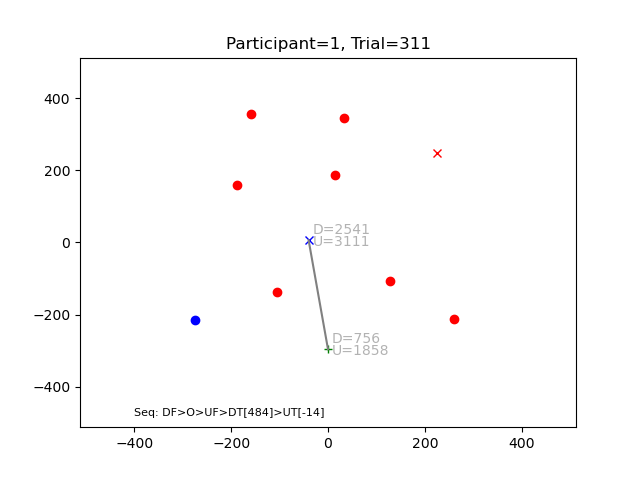 Participant=1, Trial=311
400
200
0
−200
−400
D=2541
U=3111
D=756
U=1858
Seq: DF>O>UF>DT[484]>UT[-14]
−400 −200 0 200 400